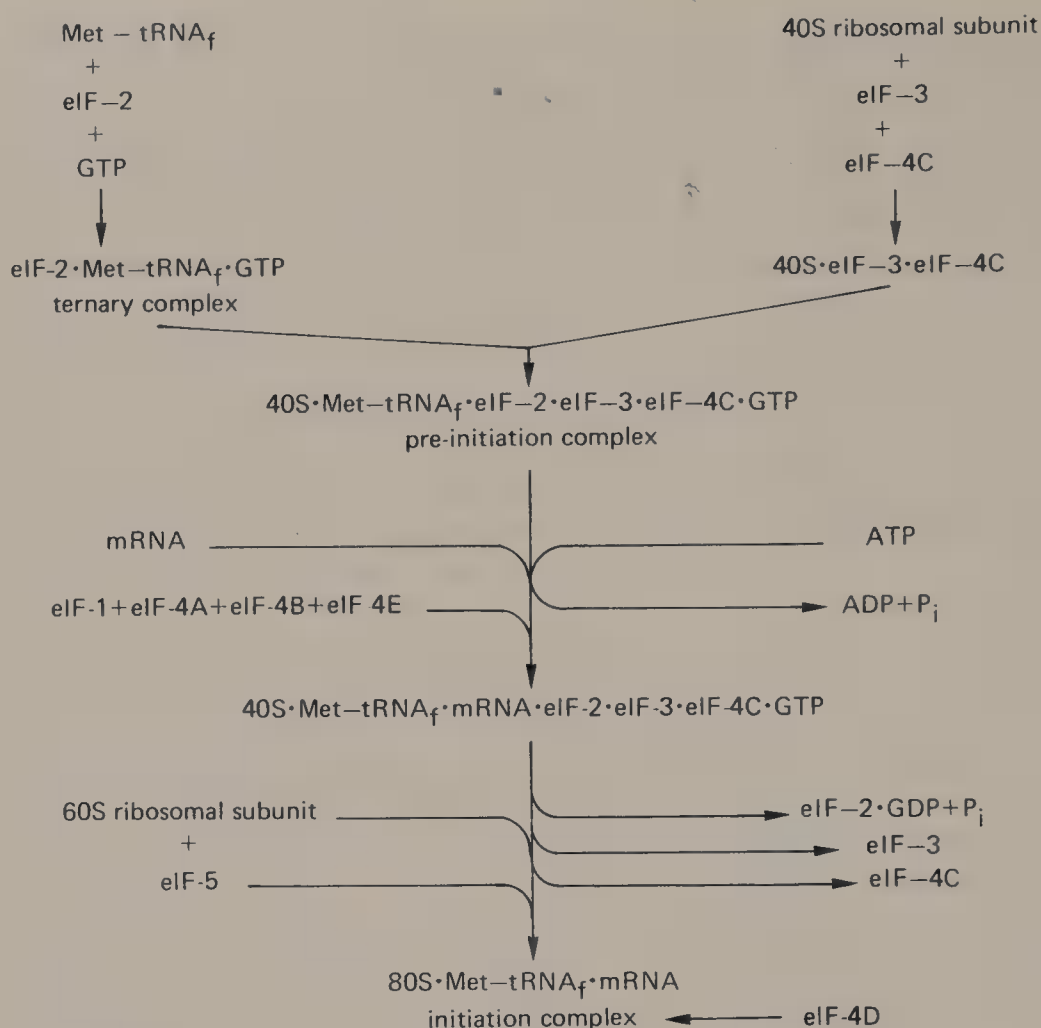 Met – tRNAf
+
eIF–2
+
GTP
eIF-2·Met–tRNAf·GTP
ternary complex
40S ribosomal subunit
+
eIF–3
+
eIF–4C
40S·eIF–3·eIF–4C
40S·Met–tRNAf·eIF–2·eIF–3·eIF–4C·GTP
pre-initiation complex
mRNA
ATP
eIF-1+eIF-4A+eIF-4B+eIF 4E
ADP+Pi
40S·Met–tRNAf·mRNA·eIF-2·eIF-3·eIF-4C·GTP
60S ribosomal subunit
+
eIF-5
eIF–2·GDP+Pi
eIF–3
eIF–4C
80S·Met–tRNAf·mRNA
initiation complex
eIF-4D